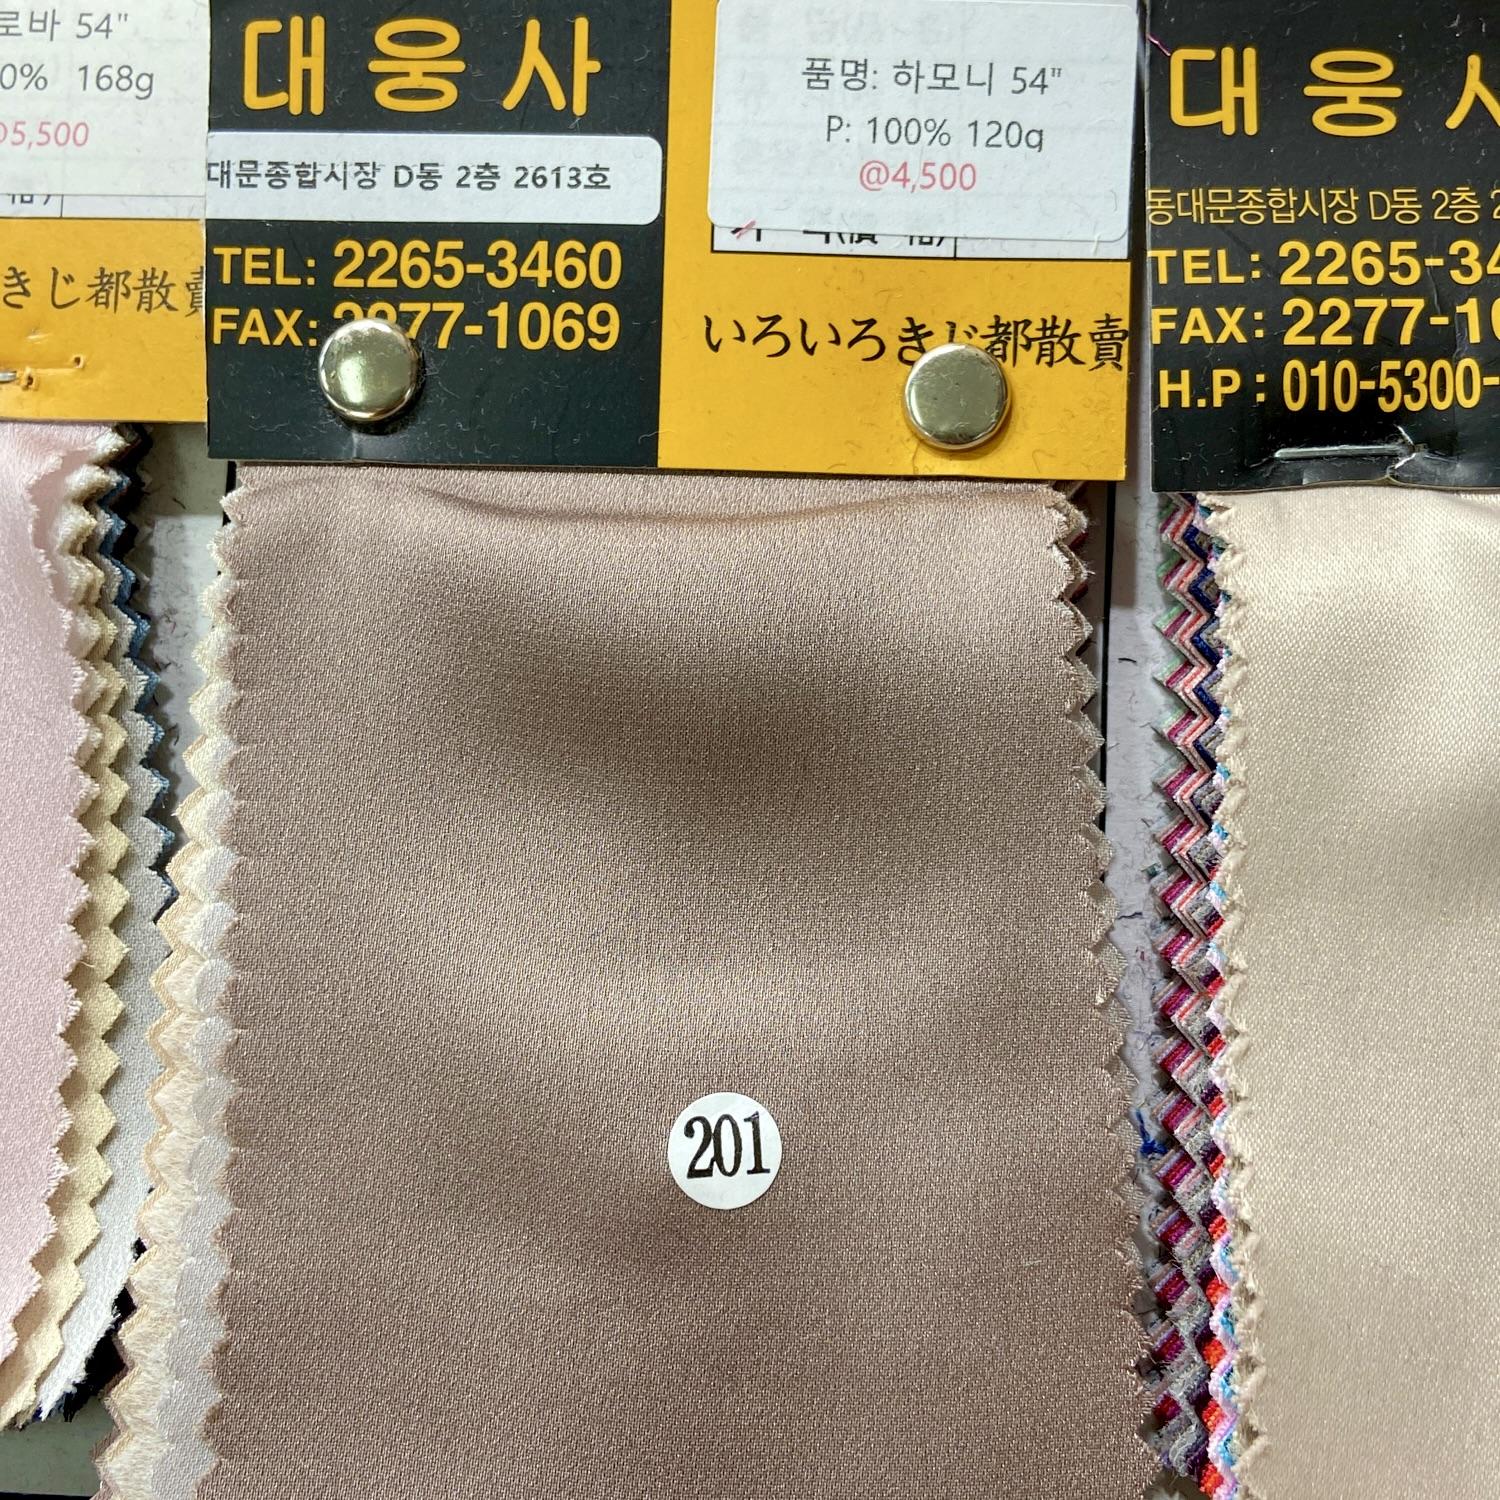 로바 54"
0% 168g
@5,500
きじ都散賣
대웅사
대문종합시장 D동 2층 2613호
TEL: 2265-3460
FAX: 2277-1069
품명: 하모니 54"
P: 100% 120g
@4,500
いろいろきじ都散賣
대웅사
동대문종합시장 D동 2층 2
TEL: 2265-34
FAX: 2277-10
H.P: 010-5300-
201